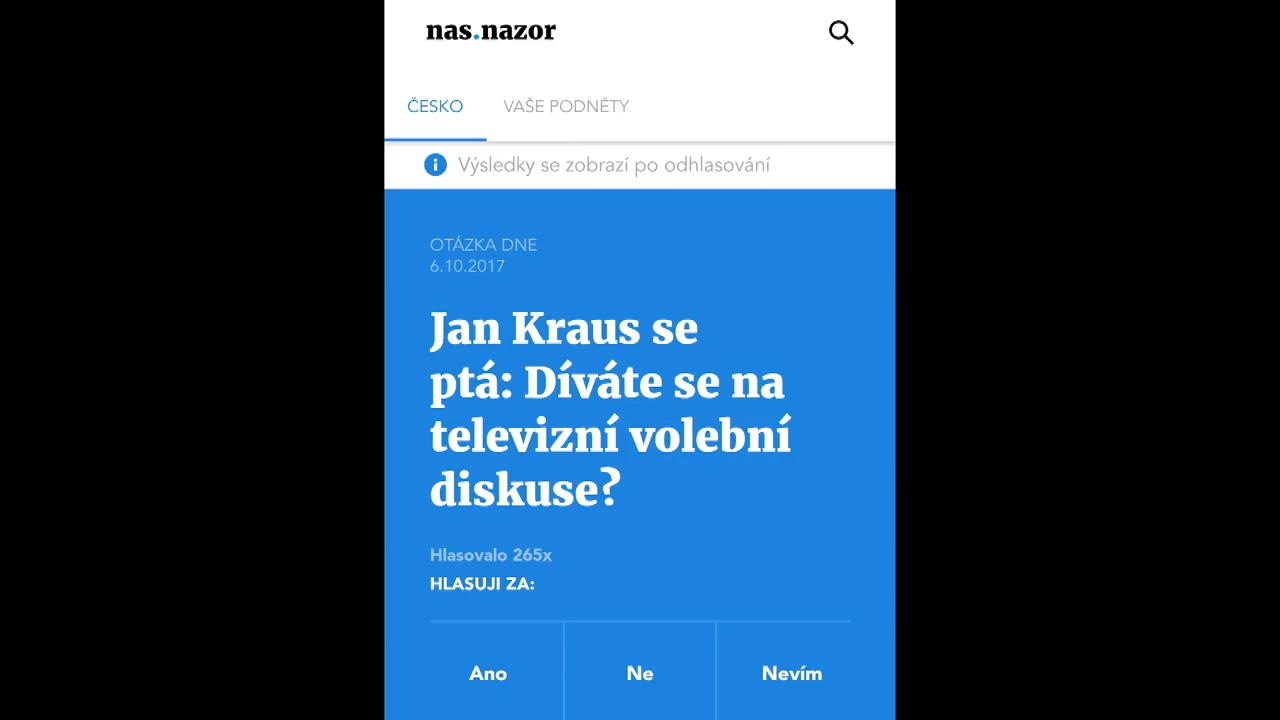 nas.nazor
ČESKO VAŠE PODNĚTY
Výsledky se zobrazí po odhlasování
OTÁZKA DNE
6.10.2017
Jan Kraus se
ptá: Díváte se na
televizní volební
diskuse?
Hlasovalo 265x
HLASUJI ZA:
Ano Ne Nevím